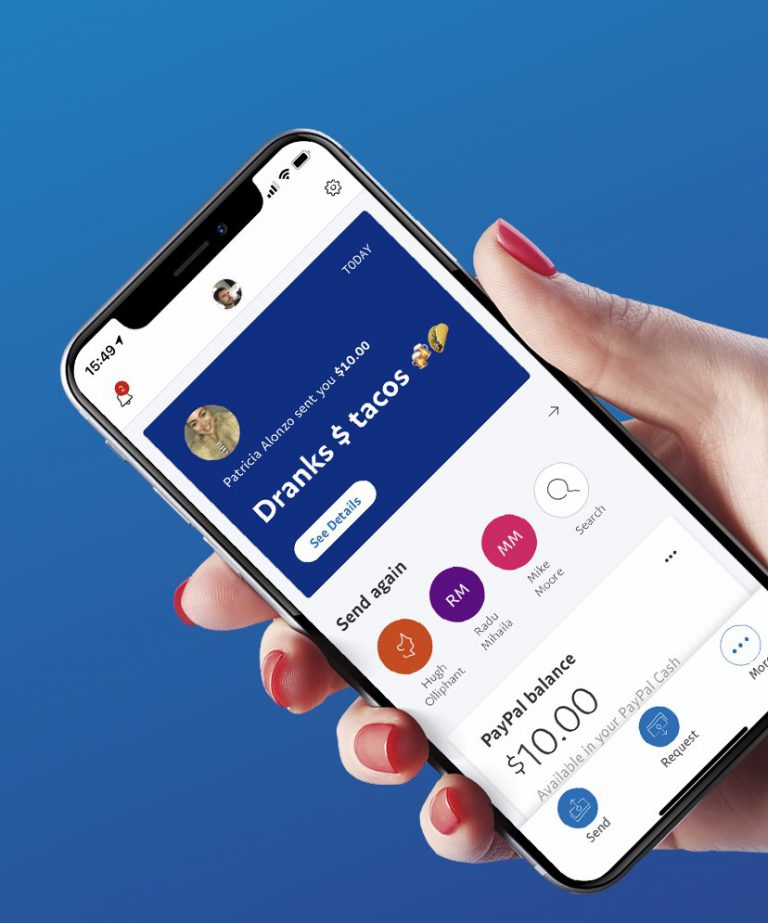 15:49
2
TODAY
Patricia Alonzo sent you $10.00
Dranks $ tacos
See Details
Send again
Hugh
Olliphant
RM
Radu
Mihaila
MM
Mike
Moore
Search
PayPal balance
$10.00
Available in your PayPal Cash
Send
Request